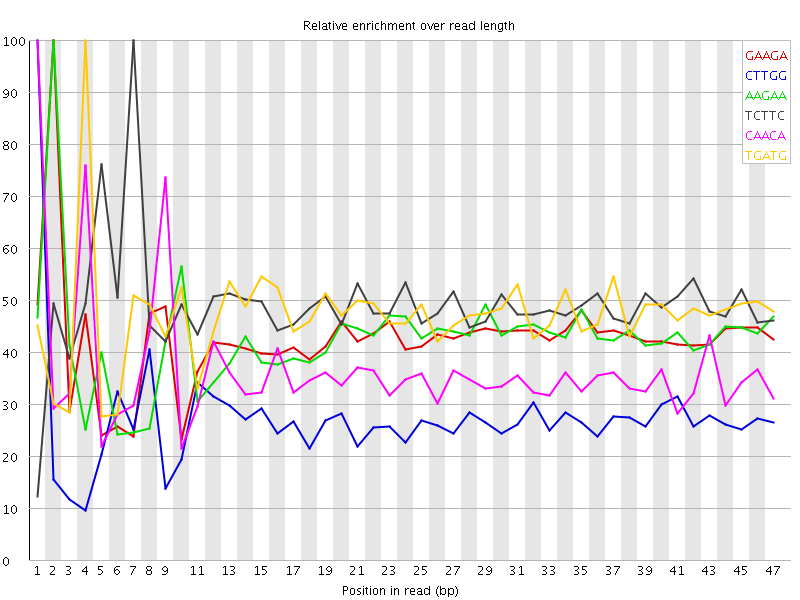 Relative enrichment over read length
100
90
80
70
60
50
40
30
20
10
0
GAAGA
CTTGG
AAGAA
TCTTC
CAACA
TGATG
1 2 3 4 5 6 7 8 9 11 13 15 17 19 21 23 25 27 29 31 33 35 37 39 41 43 45 47
Position in read (bp)